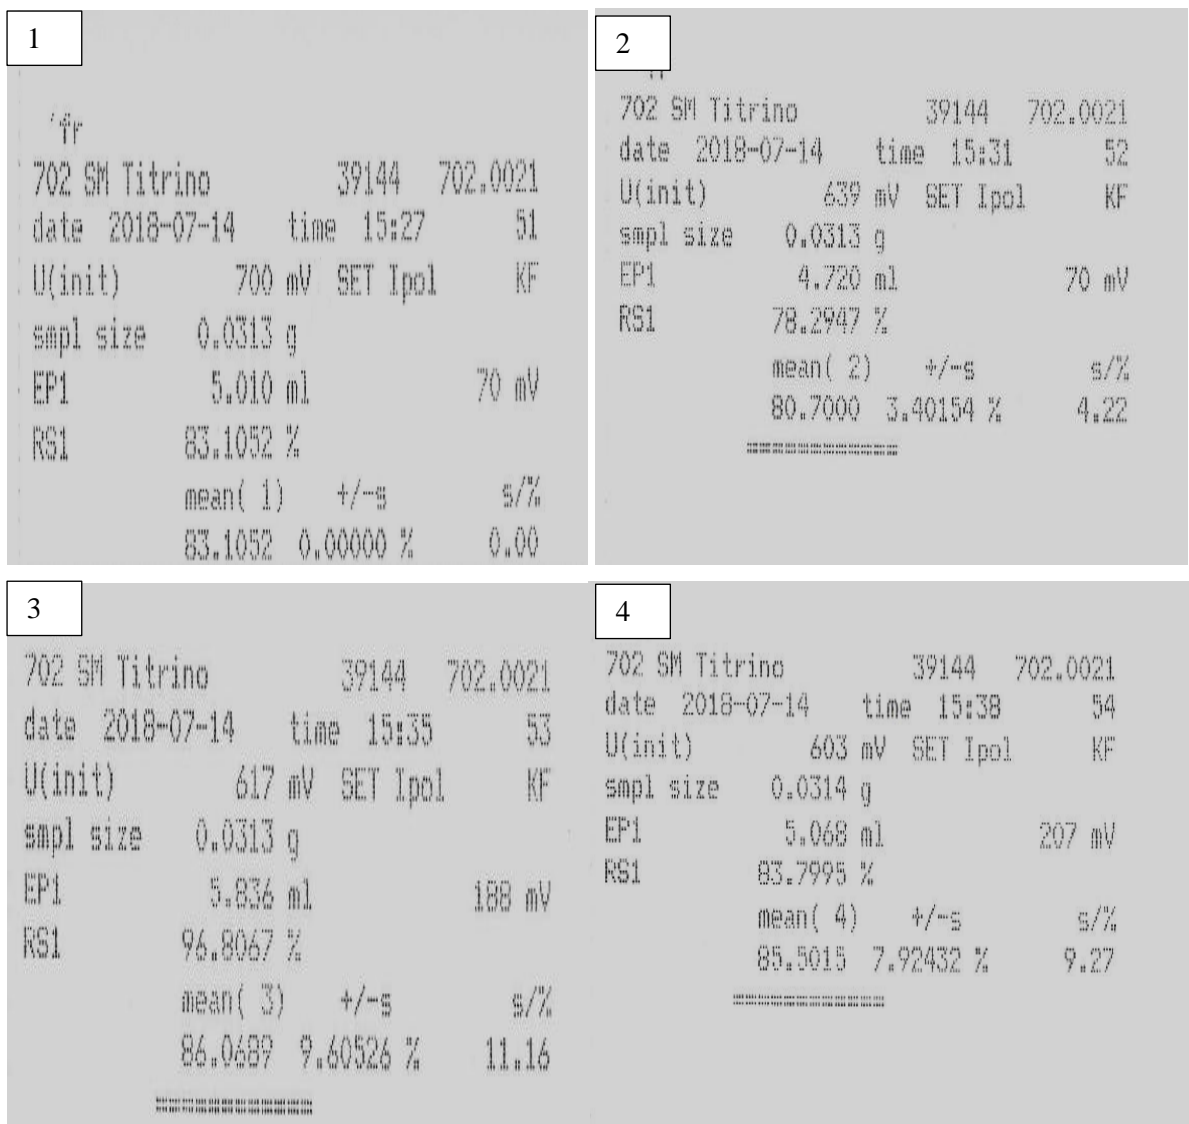 1
'fr
702 SM Titrino 39144 702.0021
date 2018-07-14 time 15:27 51
U(init) 700 mV SET Ipol KF
smpl size 0.0313 g
EP1 5.010 ml 70 mV
RS1 83.1052 %
mean( 1) +/-s s/%
83.1052 0.00000 % 0.00
2
702 SM Titrino 39144 702.0021
date 2018-07-14 time 15:31 52
U(init) 639 mV SET Ipol KF
smpl size 0.0313 g
EP1 4.720 ml 70 mV
RS1 78.2947 %
mean( 2) +/-s s/%
80.7000 3.40154 % 4.22
==============
3
702 SM Titrino 39144 702.0021
date 2018-07-14 time 15:35 53
U(init) 617 mV SET Ipol KF
smpl size 0.0313 g
EP1 5.836 ml 188 mV
RS1 96.8067 %
mean( 3) +/-s s/%
86.0689 9.60526 % 11.16
==============
4
702 SM Titrino 39144 702.0021
date 2018-07-14 time 15:38 54
U(init) 603 mV SET Ipol KF
smpl size 0.0314 g
EP1 5.068 ml 207 mV
RS1 83.7995 %
mean( 4) +/-s s/%
85.5015 7.92432 % 9.27
==============